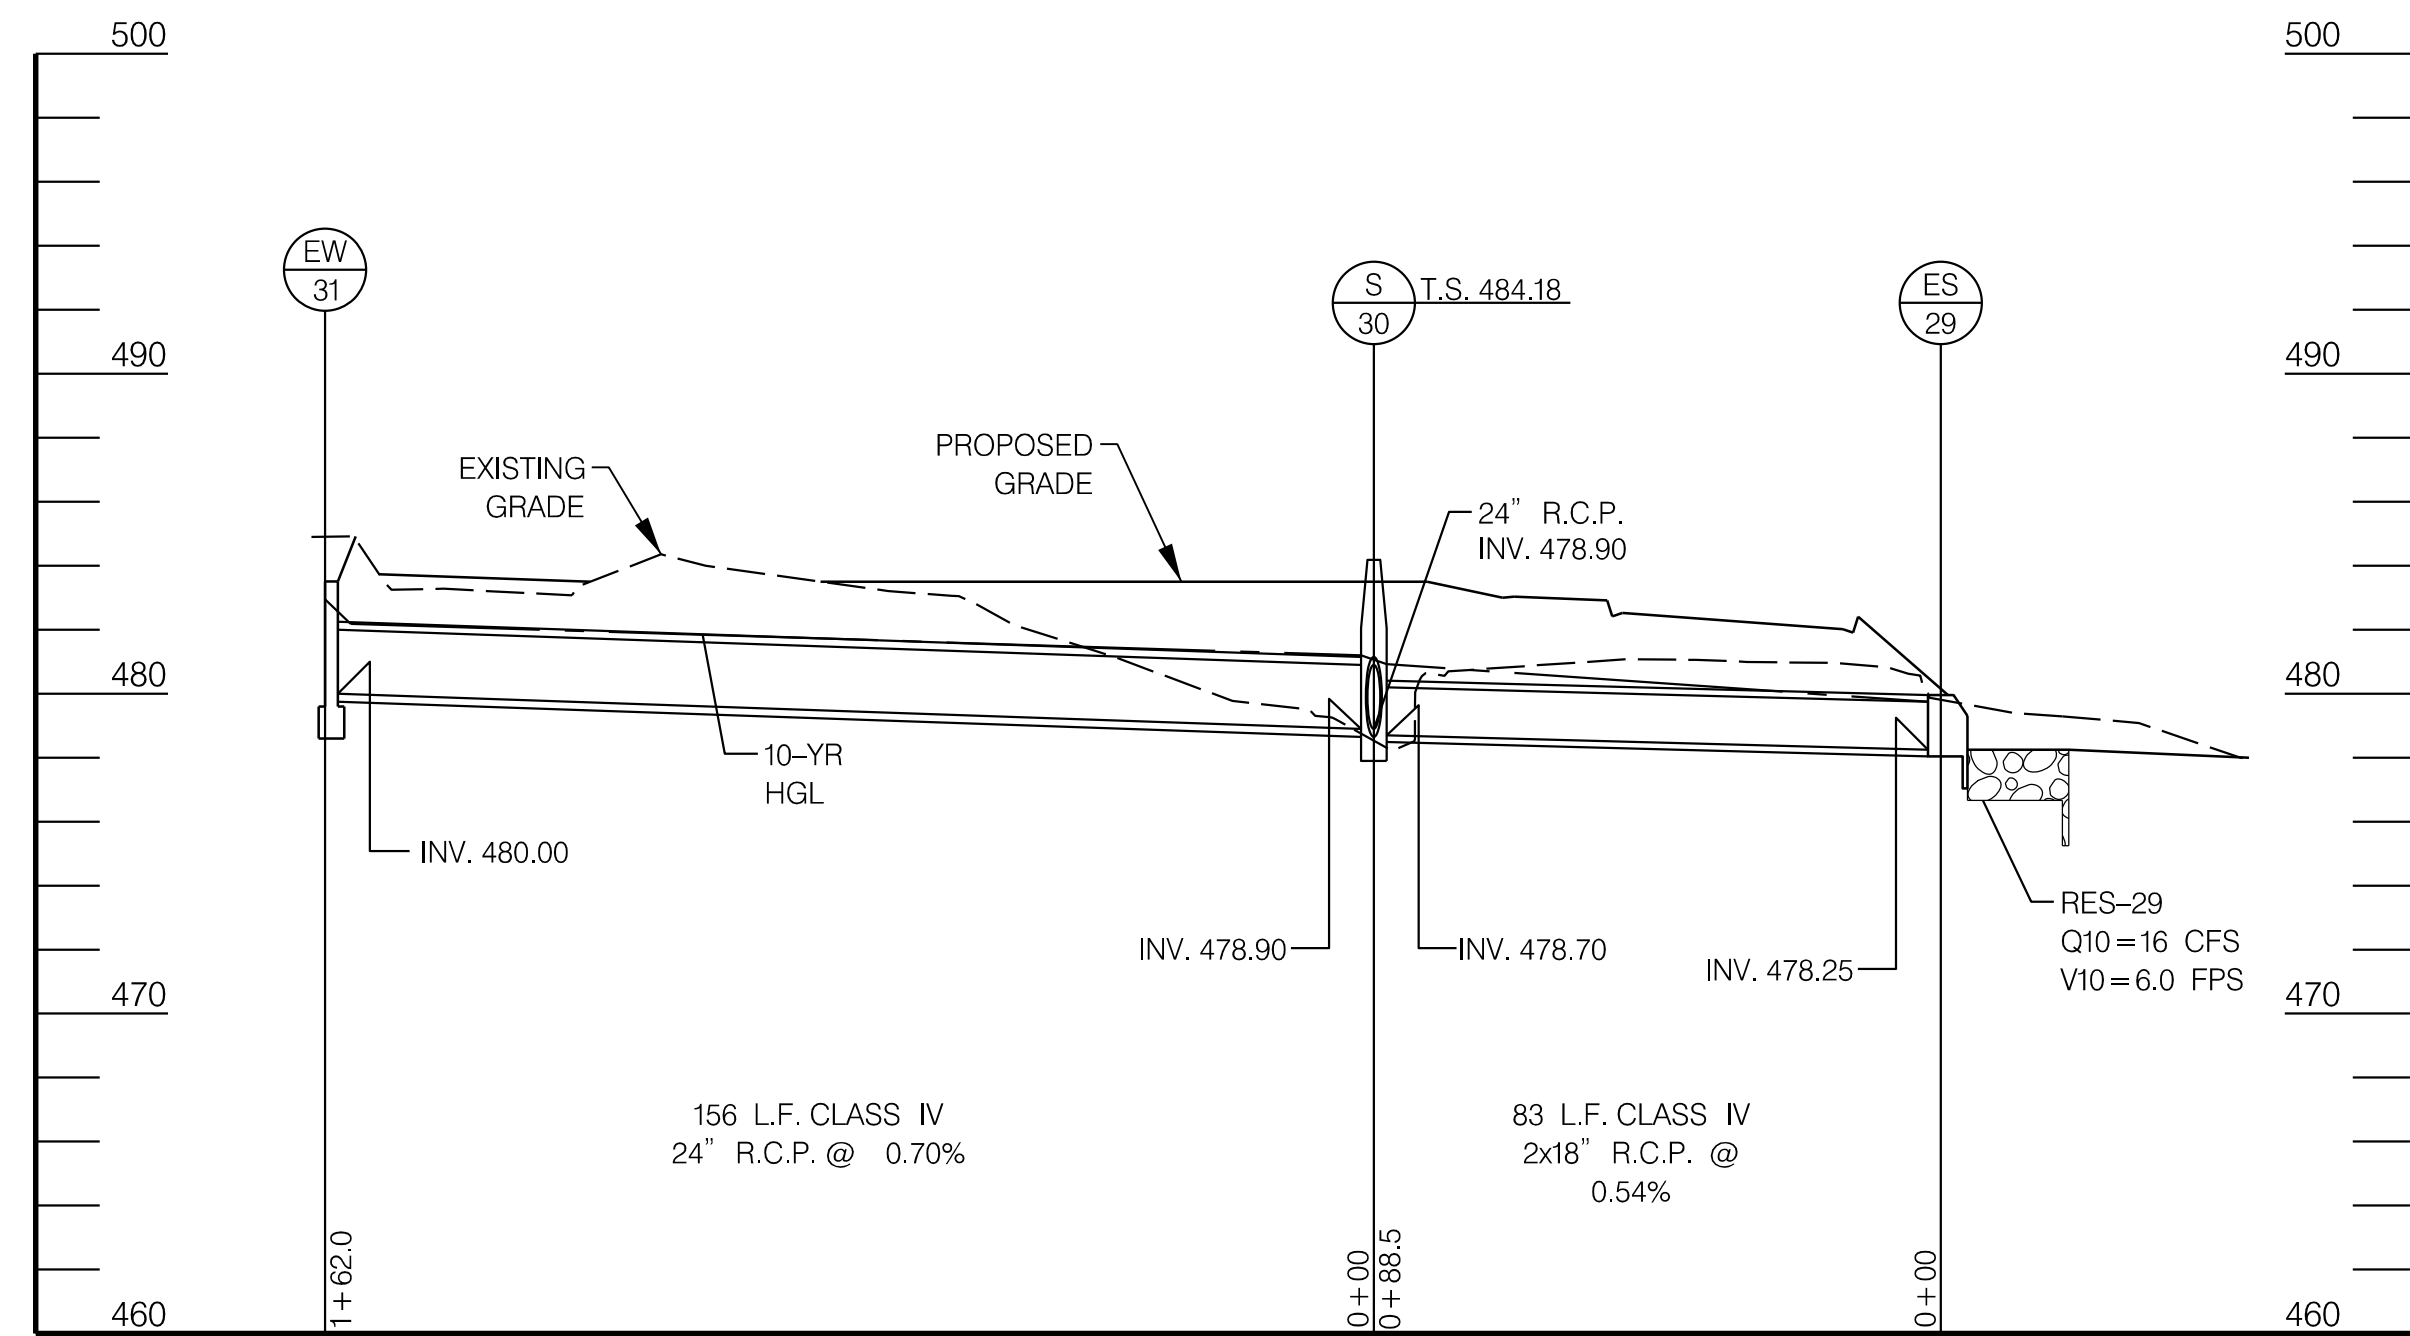 500
500
EW
31
S
30
T.S. 484.18
ES
29
490
490
PROPOSED
GRADE
EXISTING
GRADE
24” R.C.P.
INV. 478.90
480
480
10–YR
HGL
INV. 480.00
INV. 478.90
INV. 478.70
INV. 478.25
RES–29
Q10=16 CFS
V10=6.0 FPS
470
470
156 L.F. CLASS IV
24” R.C.P. @ 0.70%
83 L.F. CLASS IV
2x18” R.C.P. @
0.54%
1+62.0
0+00
0+88.5
0+00
460
460